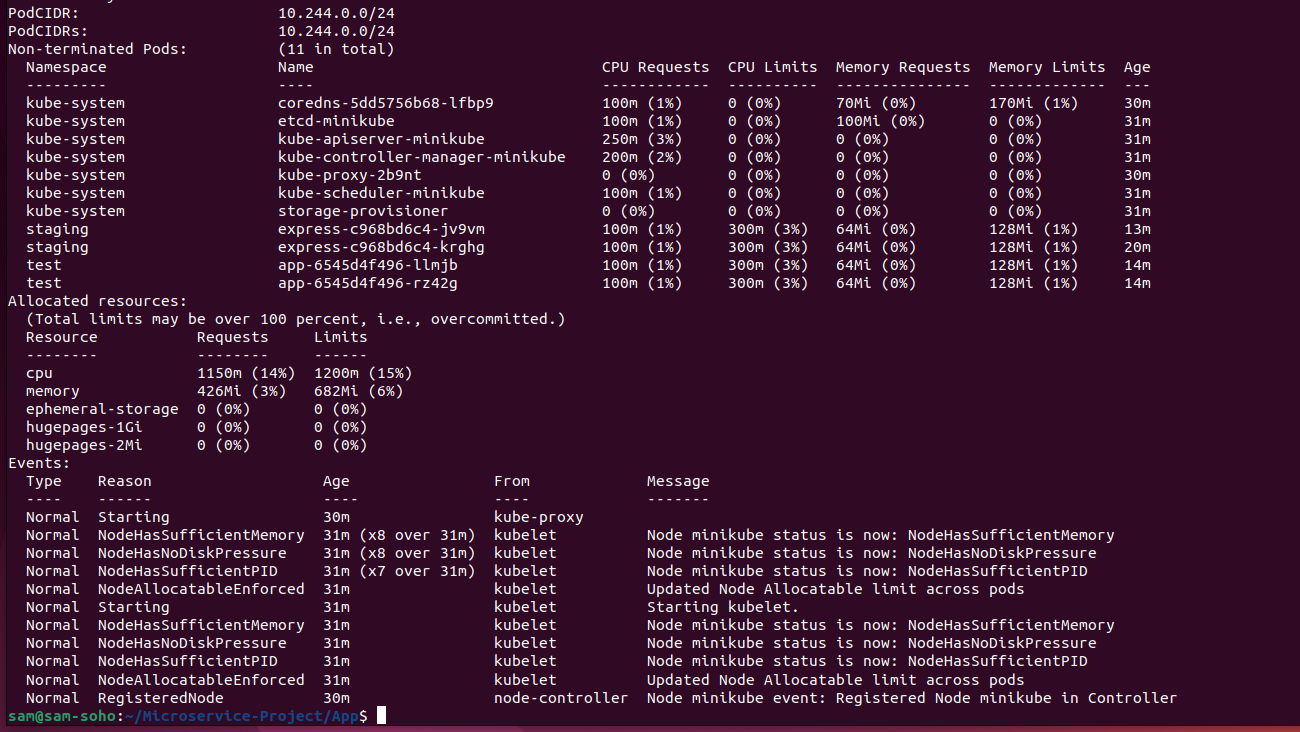 PodCIDR:                      10.244.0.0/24
PodCIDRs:                     10.244.0.0/24
Non-terminated Pods:          (11 in total)
  Namespace                   Name                                CPU Requests  CPU Limits  Memory Requests  Memory Limits  Age
  ---------                   ----                                ------------  ----------  ---------------  -------------  ---
  kube-system                 coredns-5dd5756b68-lfbp9            100m (1%)     0 (0%)      70Mi (0%)        170Mi (1%)     30m
  kube-system                 etcd-minikube                       100m (1%)     0 (0%)      100Mi (0%)       0 (0%)         31m
  kube-system                 kube-apiserver-minikube             250m (3%)     0 (0%)      0 (0%)           0 (0%)         31m
  kube-system                 kube-controller-manager-minikube    200m (2%)     0 (0%)      0 (0%)           0 (0%)         31m
  kube-system                 kube-proxy-2b9nt                    0 (0%)        0 (0%)      0 (0%)           0 (0%)         30m
  kube-system                 kube-scheduler-minikube             100m (1%)     0 (0%)      0 (0%)           0 (0%)         31m
  kube-system                 storage-provisioner                 0 (0%)        0 (0%)      0 (0%)           0 (0%)         31m
  staging                     express-c968bd6c4-jv9vm             100m (1%)     300m (3%)   64Mi (0%)        128Mi (1%)     13m
  staging                     express-c968bd6c4-krghg             100m (1%)     300m (3%)   64Mi (0%)        128Mi (1%)     20m
  test                        app-6545d4f496-llmjb                100m (1%)     300m (3%)   64Mi (0%)        128Mi (1%)     14m
  test                        app-6545d4f496-rz42g                100m (1%)     300m (3%)   64Mi (0%)        128Mi (1%)     14m
Allocated resources:
  (Total limits may be over 100 percent, i.e., overcommitted.)
  Resource           Requests     Limits
  --------           --------     ------
  cpu                1150m (14%)  1200m (15%)
  memory             426Mi (3%)   682Mi (6%)
  ephemeral-storage  0 (0%)       0 (0%)
  hugepages-1Gi      0 (0%)       0 (0%)
  hugepages-2Mi      0 (0%)       0 (0%)
Events:
  Type    Reason                   Age                From             Message
  ----    ------                   ----               ----             -------
  Normal  Starting                 30m                kube-proxy
  Normal  NodeHasSufficientMemory  31m (x8 over 31m)  kubelet          Node minikube status is now: NodeHasSufficientMemory
  Normal  NodeHasNoDiskPressure    31m (x8 over 31m)  kubelet          Node minikube status is now: NodeHasNoDiskPressure
  Normal  NodeHasSufficientPID     31m (x7 over 31m)  kubelet          Node minikube status is now: NodeHasSufficientPID
  Normal  NodeAllocatableEnforced  31m                kubelet          Updated Node Allocatable limit across pods
  Normal  Starting                 31m                kubelet          Starting kubelet.
  Normal  NodeHasSufficientMemory  31m                kubelet          Node minikube status is now: NodeHasSufficientMemory
  Normal  NodeHasNoDiskPressure    31m                kubelet          Node minikube status is now: NodeHasNoDiskPressure
  Normal  NodeHasSufficientPID     31m                kubelet          Node minikube status is now: NodeHasSufficientPID
  Normal  NodeAllocatableEnforced  31m                kubelet          Updated Node Allocatable limit across pods
  Normal  RegisteredNode           30m                node-controller  Node minikube event: Registered Node minikube in Controller
sam@sam-soho:~/Microservice-Project/App$